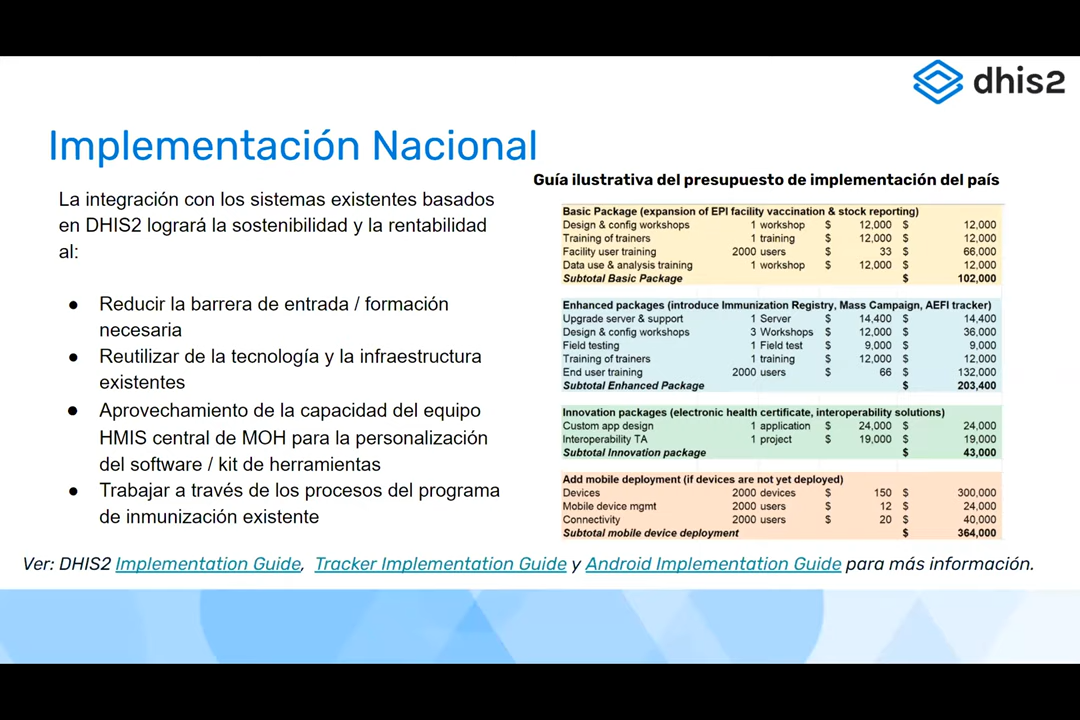 dhis2
Implementación Nacional
La integración con los sistemas existentes basados
en DHIS2 logrará la sostenibilidad y la rentabilidad
al:
● Reducir la barrera de entrada / formación
necesaria
● Reutilizar de la tecnología y la infraestructura
existentes
● Aprovechamiento de la capacidad del equipo
HMIS central de MOH para la personalización
del software / kit de herramientas
● Trabajar a través de los procesos del programa
de inmunización existente
Guía ilustrativa del presupuesto de implementación del país
Basic Package (expansion of EPI facility vaccination & stock reporting)
Design & config workshops 1 workshop $ 12,000 $ 12,000
Training of trainers 1 training $ 12,000 $ 12,000
Facility user training 2000 users $ 33 $ 66,000
Data use & analysis training 1 workshop $ 12,000 $ 12,000
Subtotal Basic Package $ 102,000
Enhanced packages (introduce Immunization Registry, Mass Campaign, AEFI tracker)
Upgrade server & support 1 Server $ 14,400 $ 14,400
Design & config workshops 3 Workshops $ 12,000 $ 36,000
Field testing 1 Field test $ 9,000 $ 9,000
Training of trainers 1 training $ 12,000 $ 12,000
End user training 2000 users $ 66 $ 132,000
Subtotal Enhanced Package $ 203,400
Innovation packages (electronic health certificate, interoperability solutions)
Custom app design 1 application $ 24,000 $ 24,000
Interoperability TA 1 project $ 19,000 $ 19,000
Subtotal Innovation package $ 43,000
Add mobile deployment (if devices are not yet deployed)
Devices 2000 devices $ 150 $ 300,000
Mobile device mgmt 2000 users $ 12 $ 24,000
Connectivity 2000 users $ 20 $ 40,000
Subtotal mobile device deployment $ 364,000
Ver: DHIS2 Implementation Guide, Tracker Implementation Guide y Android Implementation Guide para más información.